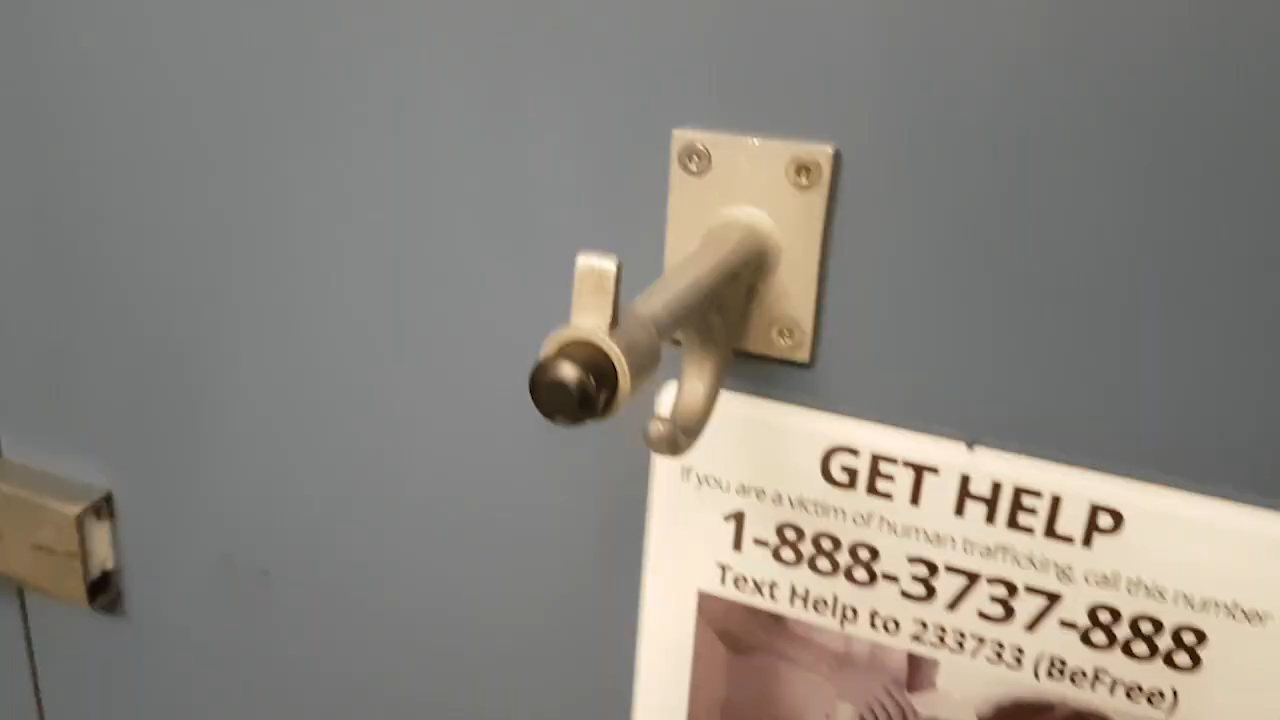 GET HELP
If you are a victim of human trafficking, call this number
1-888-3737-888
Text Help to 233733 (BeFree)